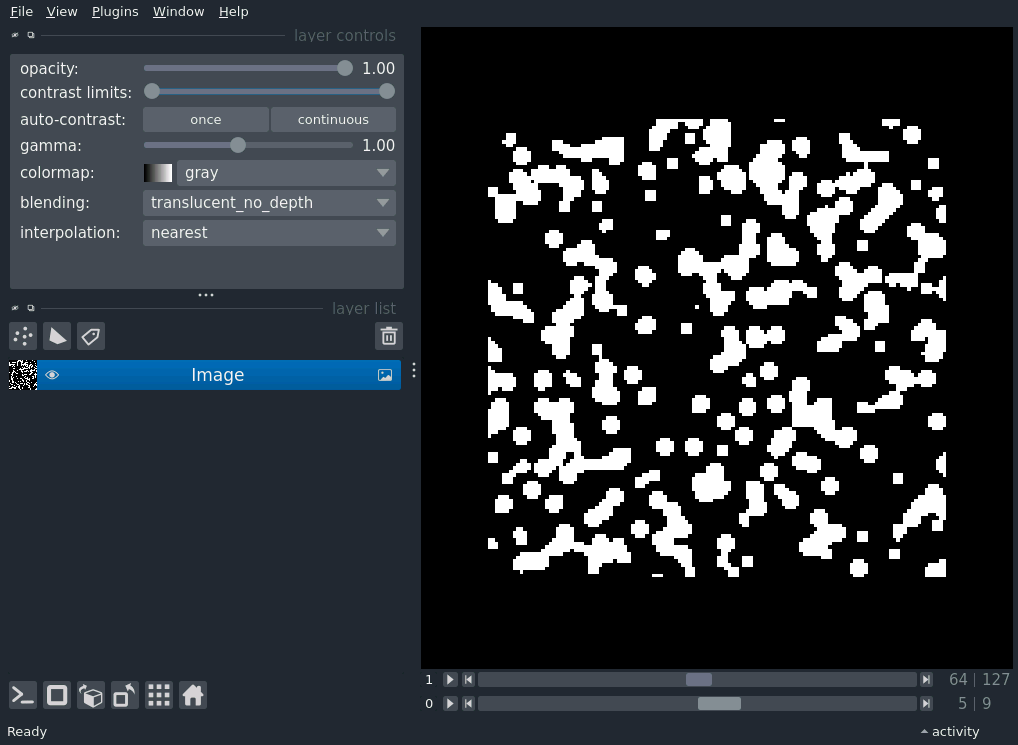 File View Plugins Window Help
layer controls
opacity: 1.00
contrast limits:
auto-contrast: once continuous
gamma: 1.00
colormap: gray
blending: translucent_no_depth
interpolation: nearest
layer list
Image
1 64 | 127
0 5 | 9
Ready activity